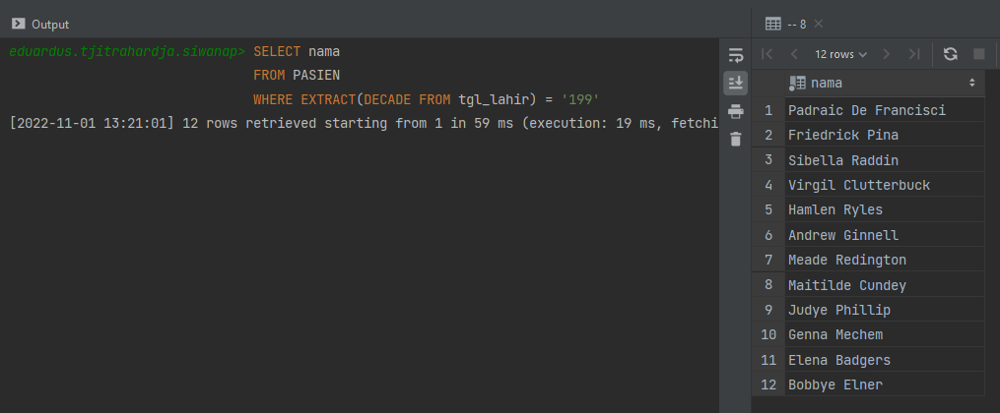 Output
eduardus.tjitrahardja.siwanap> SELECT nama
FROM PASIEN
WHERE EXTRACT(DECADE FROM tgl_lahir) = '199'
[2022-11-01 13:21:01] 12 rows retrieved starting from 1 in 59 ms (execution: 19 ms, fetchi
-- 8
12 rows
nama
1 Padraic De Francisci
2 Friedrick Pina
3 Sibella Raddin
4 Virgil Clutterbuck
5 Hamlen Ryles
6 Andrew Ginnell
7 Meade Redington
8 Maitilde Cundey
9 Judye Phillip
10 Genna Mechem
11 Elena Badgers
12 Bobbye Elner